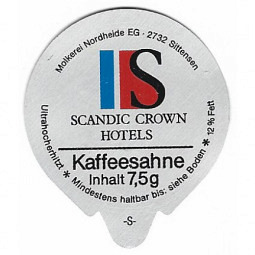 Molkerei Nordheide EG · 2732 Sittensen
S
SCANDIC CROWN
HOTELS
Ultrahocherhitzt
12 % Fett
Kaffeesahne
Inhalt 7,5g
* Mindestens haltbar bis: siehe Boden *
-S-